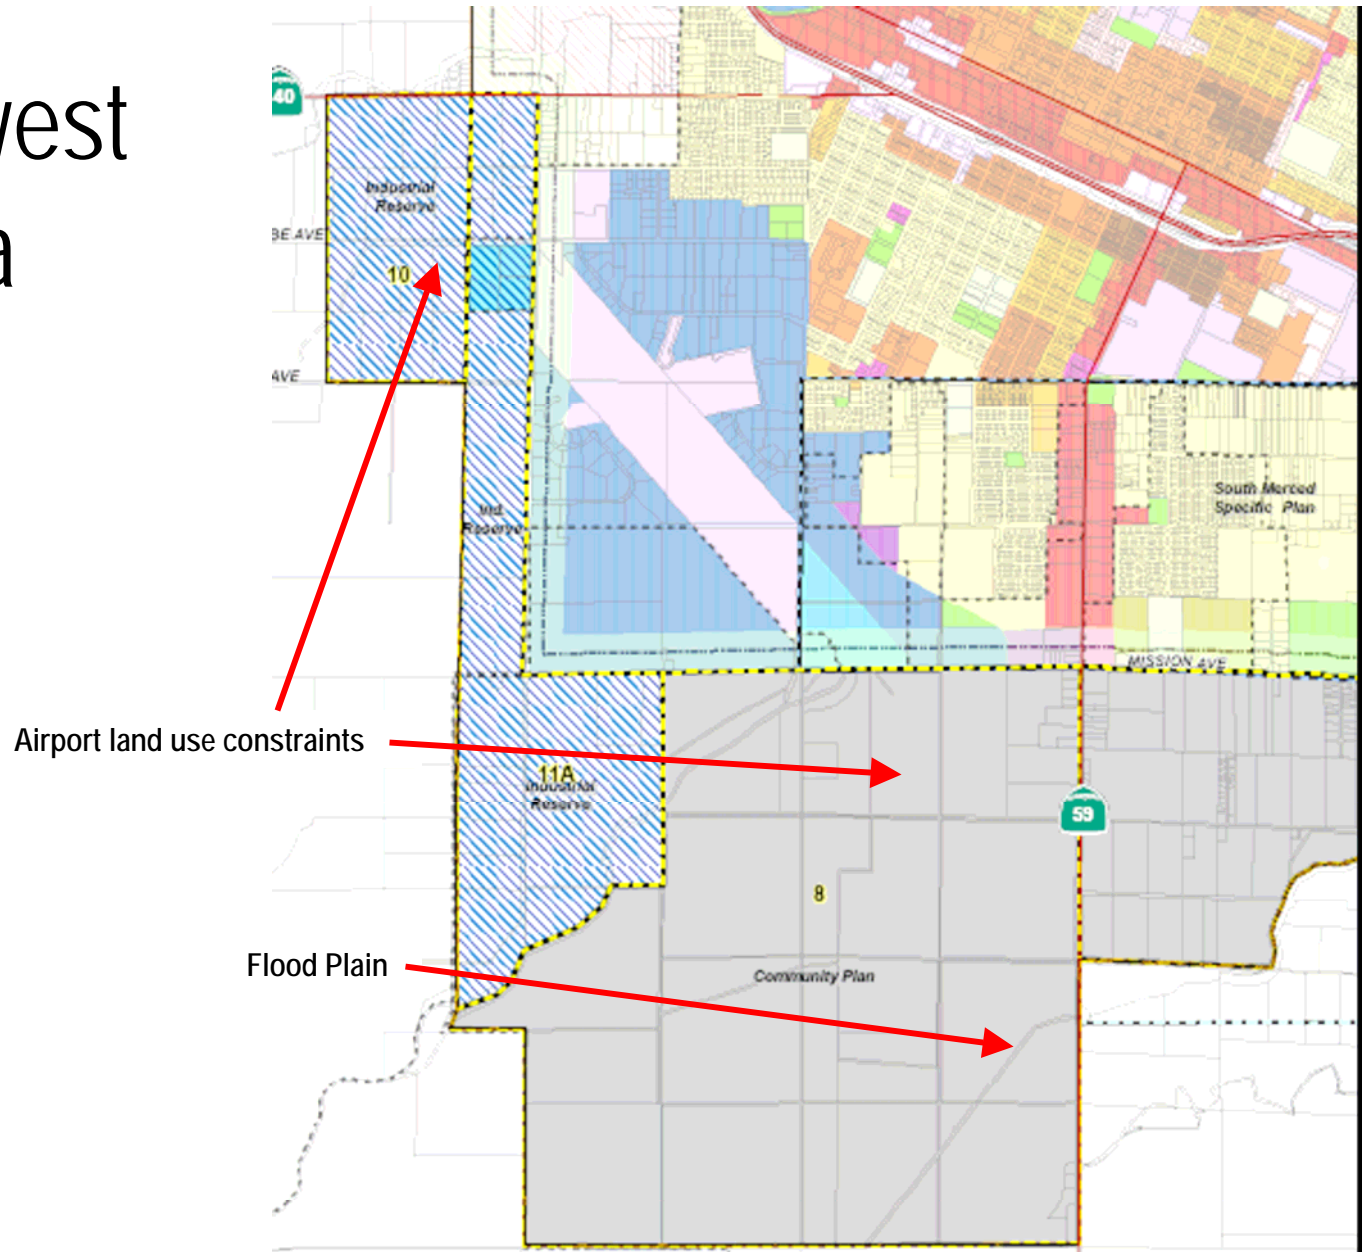 west
a
40
Industrial
Reserve
BE AVE
10
AVE
Ind.
Reserve
South Merced
Specific Plan
MISSION AVE
Airport land use constraints
11A
Industrial
Reserve
59
8
Flood Plain
Community Plan